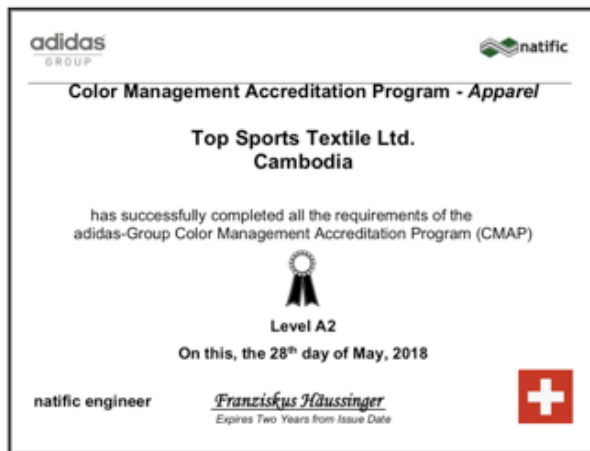 adidas
GROUP
natific
Color Management Accreditation Program - Apparel
Top Sports Textile Ltd.
Cambodia
has successfully completed all the requirements of the
adidas-Group Color Management Accreditation Program (CMAP)
Level A2
On this, the 28th day of May, 2018
natific engineer
Franziskus Häussinger
Expires Two Years from Issue Date